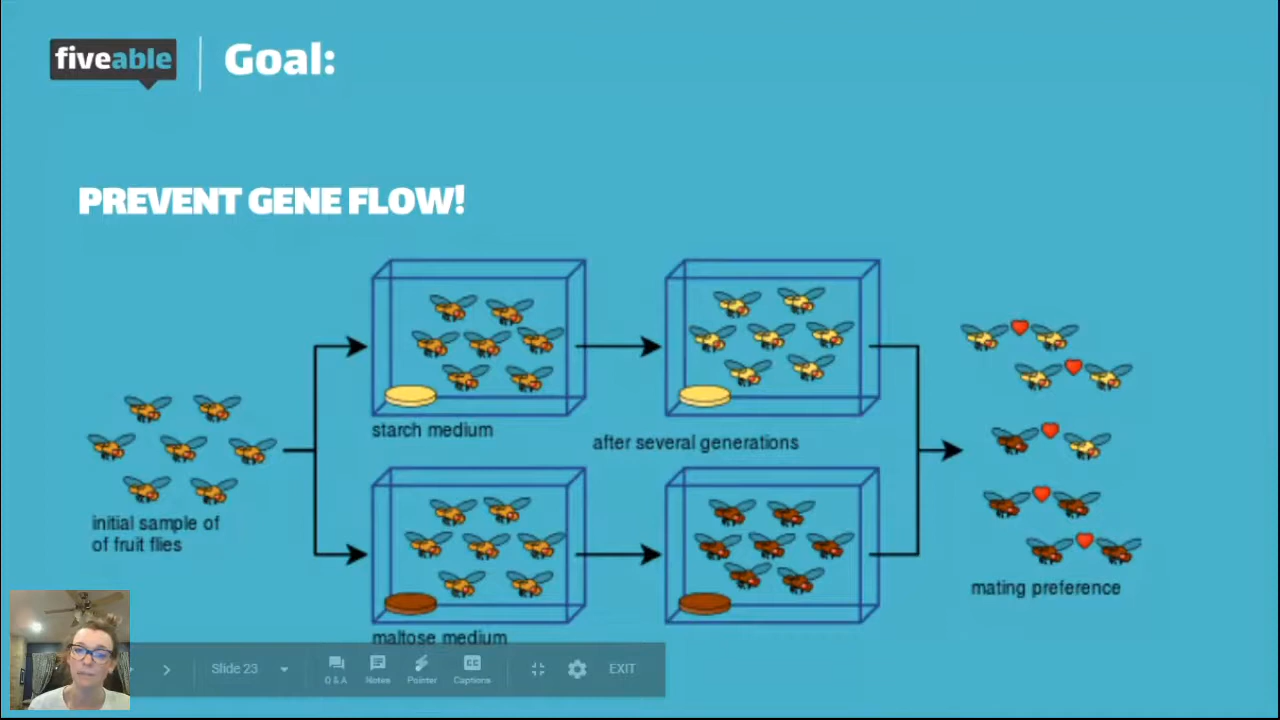 fiveable
Goal:
PREVENT GENE FLOW!
starch medium
after several generations
initial sample of
of fruit flies
mating preference
maltose medium
Slide 23
Q & A
Notes
Pointer
Captions
CC
EXIT